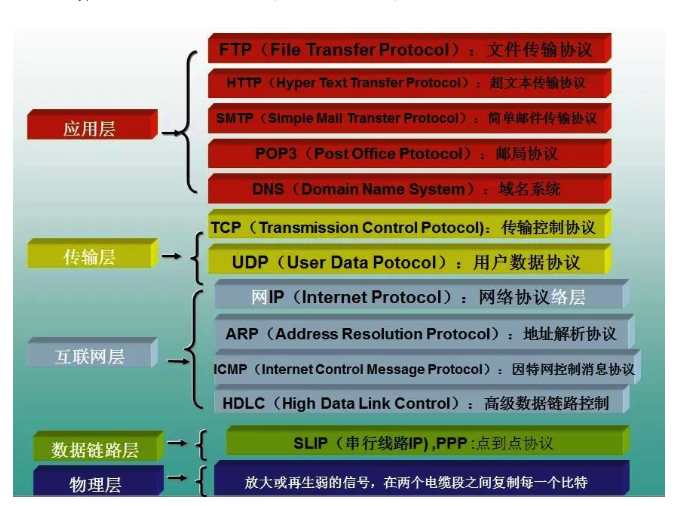 应用层
FTP（File Transfer Protocol）：文件传输协议
HTTP（Hyper Text Transfer Protocol）：超文本传输协议
SMTP（Simple Mail Transter Protocol）：简单邮件传输协议
POP3（Post Office Ptotocol）：邮局协议
DNS（Domain Name System）：域名系统
传输层
TCP（Transmission Control Potocol)：传输控制协议
UDP（User Data Potocol）：用户数据协议
互联网层
网IP（Internet Protocol）：网络协议络层
ARP（Address Resolution Protocol）：地址解析协议
ICMP（Internet Control Message Protocol）：因特网控制消息协议
HDLC（High Data Link Control）：高级数据链路控制
数据链路层
SLIP（串行线路IP) ,PPP :点到点协议
物理层
放大或再生弱的信号，在两个电缆段之间复制每一个比特